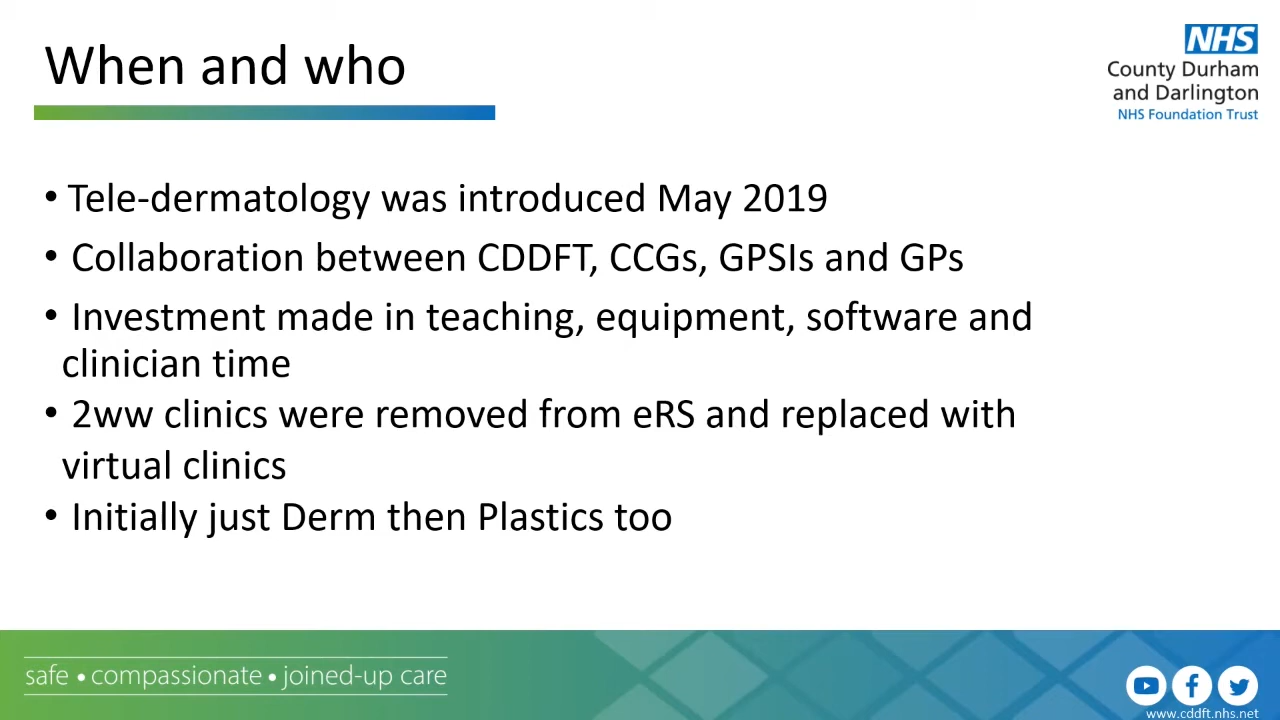 When and who
NHS
County Durham
and Darlington
NHS Foundation Trust
• Tele-dermatology was introduced May 2019
• Collaboration between CDDFT, CCGs, GPSIs and GPs
• Investment made in teaching, equipment, software and
clinician time
• 2ww clinics were removed from eRS and replaced with
virtual clinics
• Initially just Derm then Plastics too
safe • compassionate • joined-up care
www.cddft.nhs.net